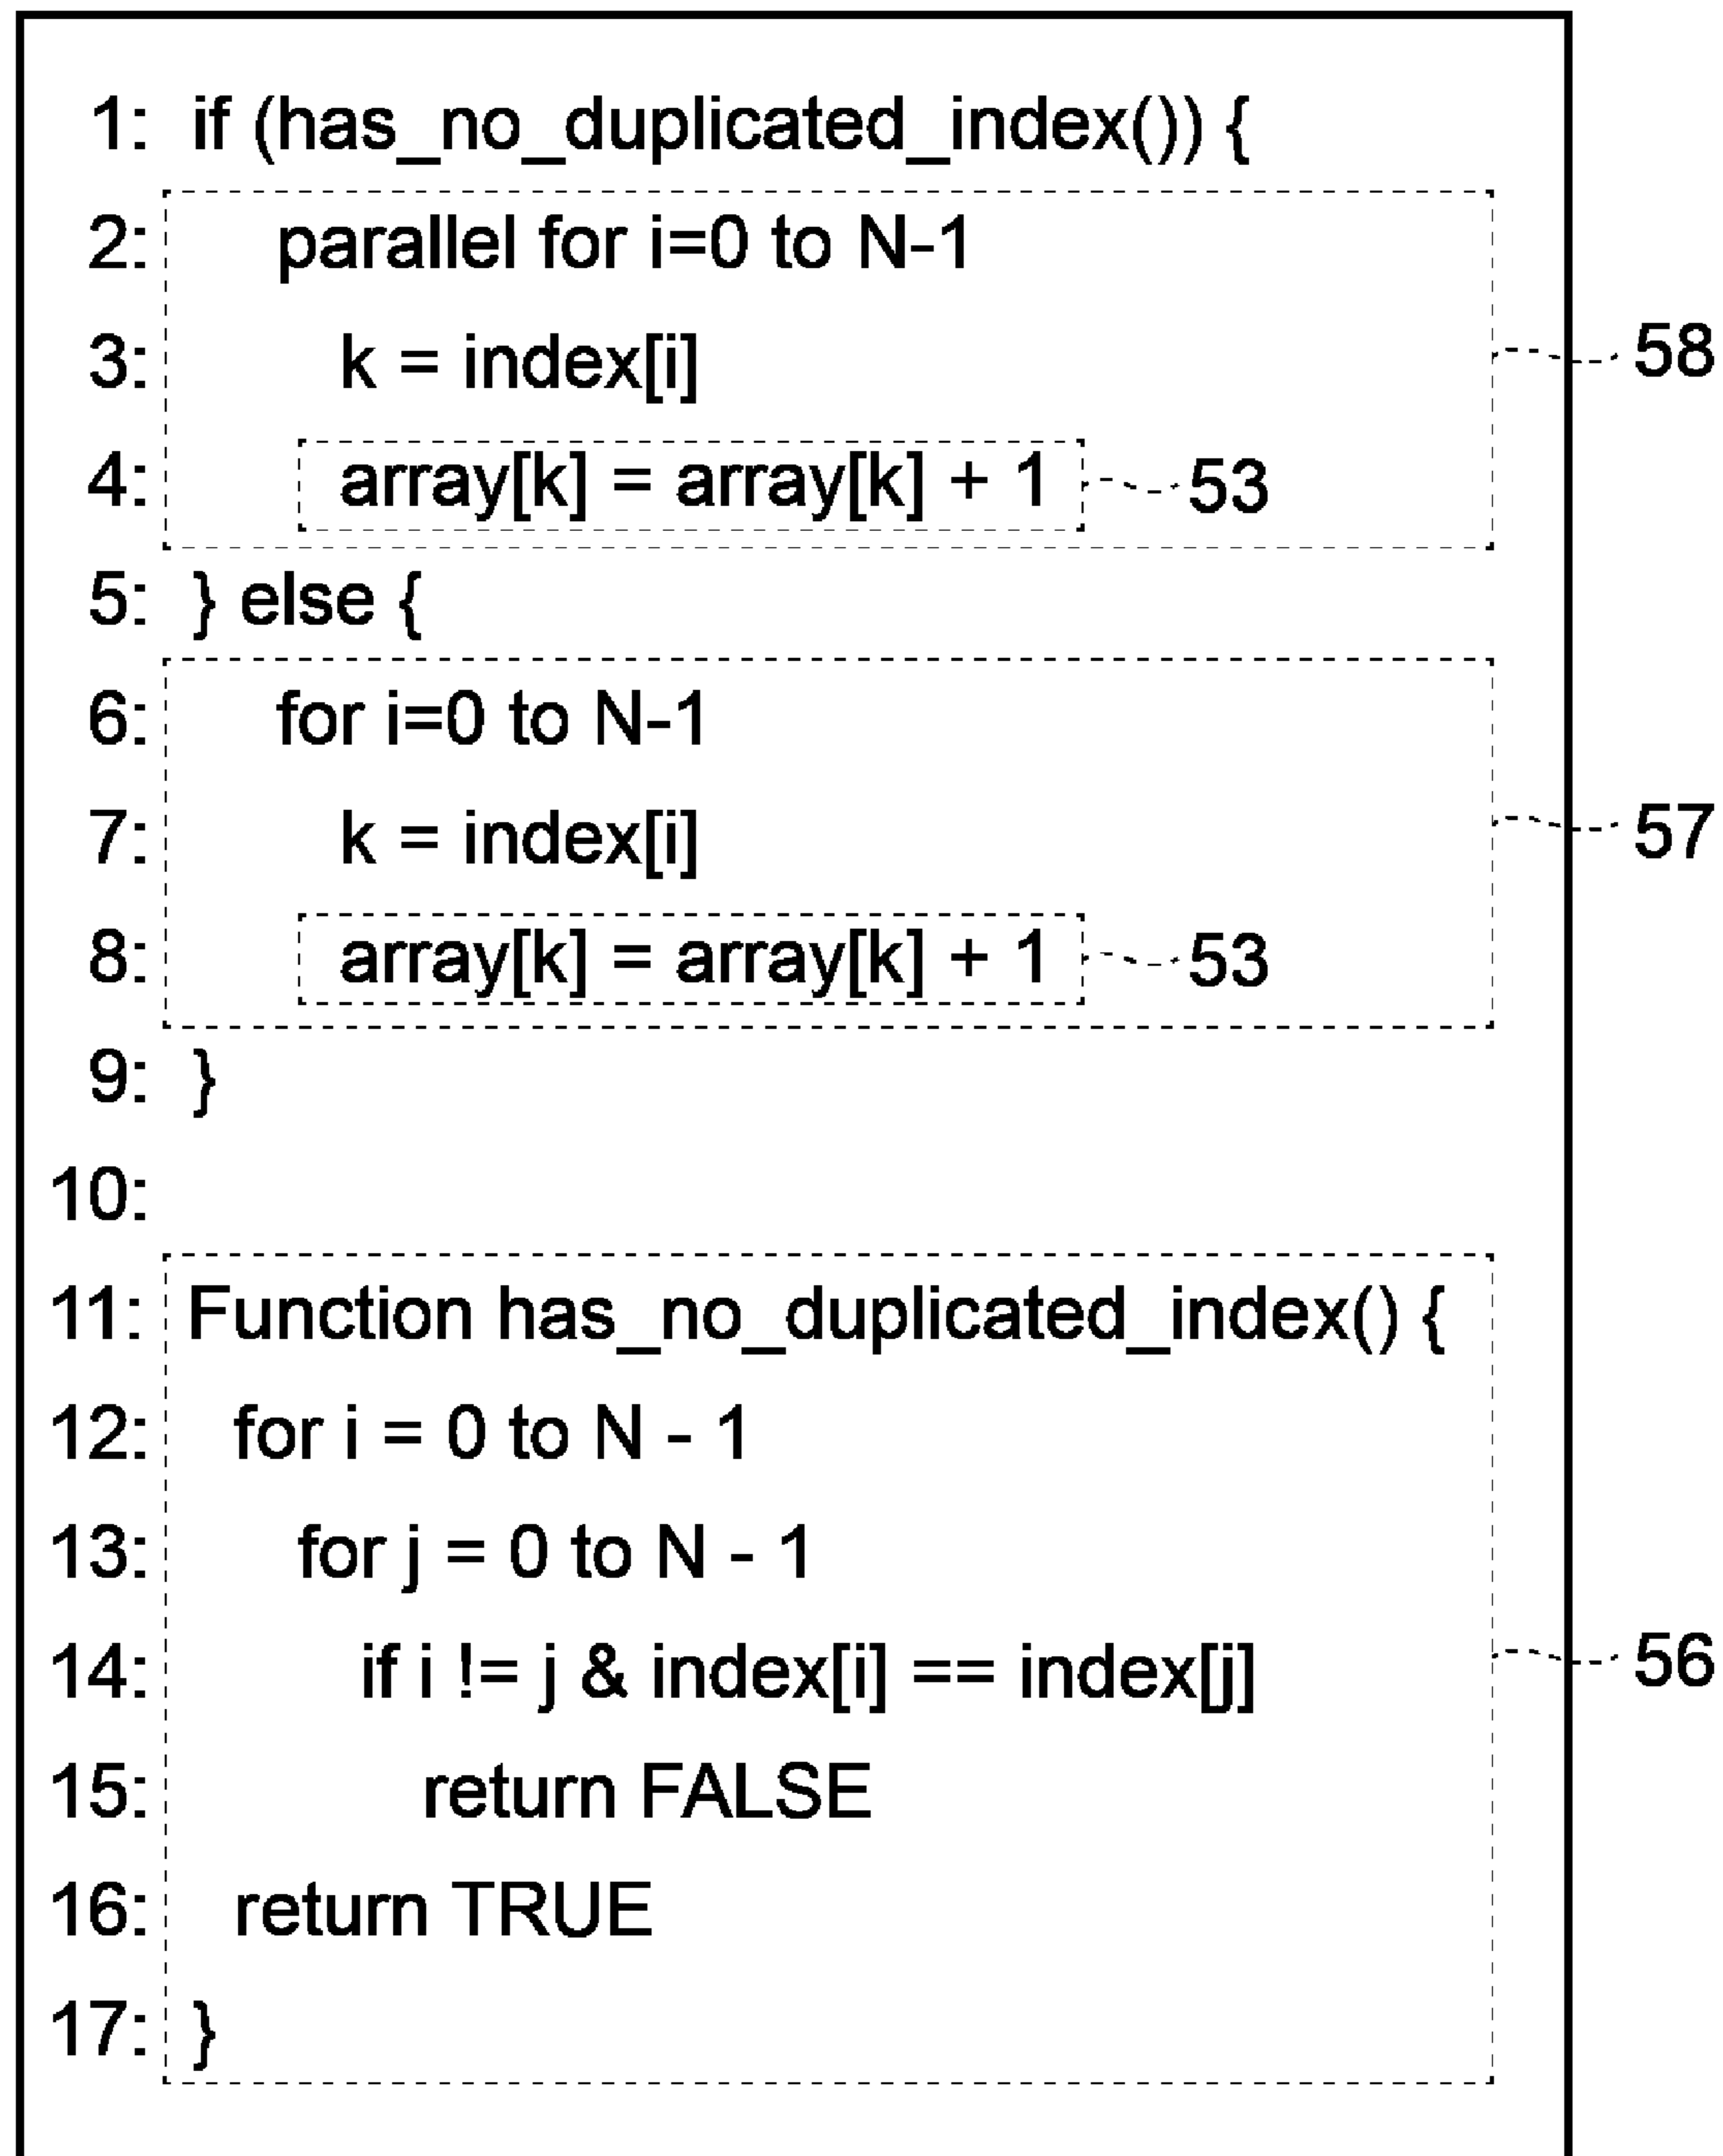 1: if (has_no_duplicated_index()) {
2: parallel for i=0 to N-1
3: k = index[i] 58
4: array[k] = array[k] + 1 53
5: } else {
6: for i=0 to N-1
7: k = index[i] 57
8: array[k] = array[k] + 1 53
9: }
10:
11: Function has_no_duplicated_index() {
12: for i = 0 to N - 1
13: for j = 0 to N - 1
14: if i != j & index[i] == index[j] 56
15: return FALSE
16: return TRUE
17: }